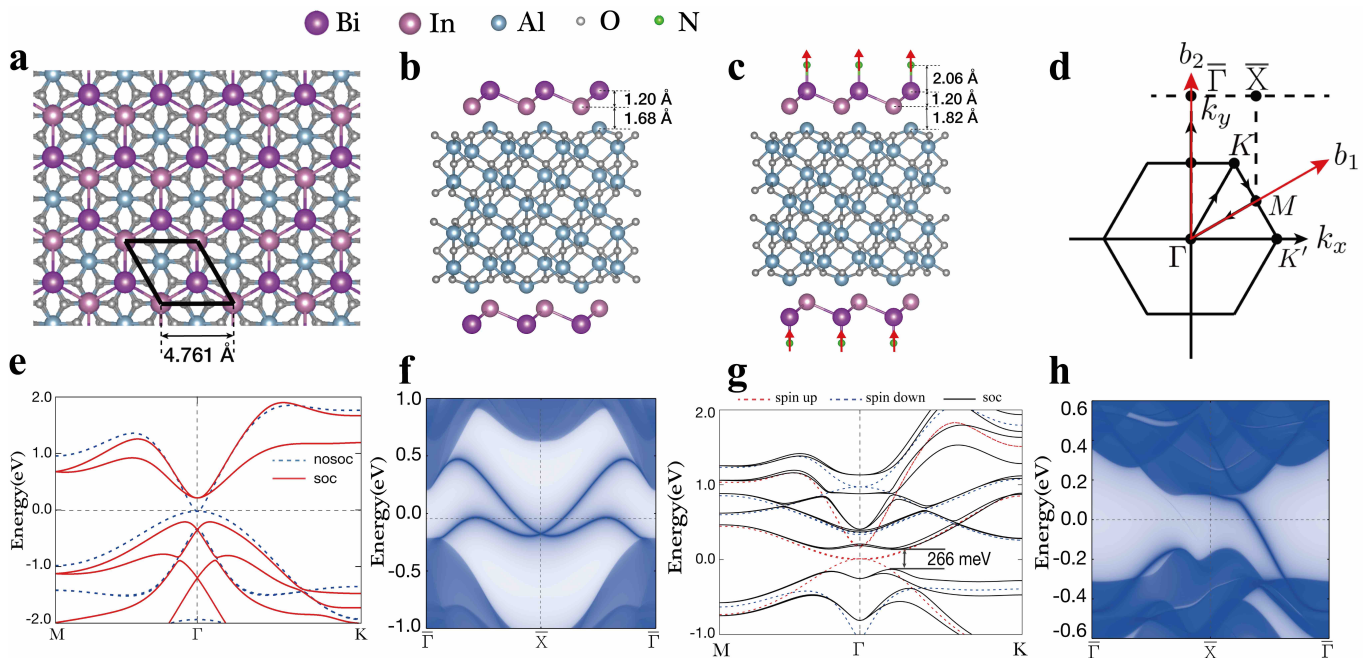 Bi In Al O N
a
4.761 Å
b
1.20 Å
1.68 Å
c
2.06 Å
1.20 Å
1.82 Å
d
b₂ Γ̅ X̅
k_y
K b₁
M
Γ K′ k_x
e
Energy(eV)
2.0
1.0
0.0
-1.0
-2.0
nosoc
soc
M Γ K
f
Energy(eV)
1.0
0.5
0.0
-0.5
-1.0
Γ̅ X̅ Γ̅
g
spin up spin down soc
Energy(eV)
2.0
1.0
0.0
-1.0
266 meV
M Γ K
h
Energy(eV)
0.6
0.4
0.2
0.0
-0.2
-0.4
-0.6
Γ̅ X̅ Γ̅